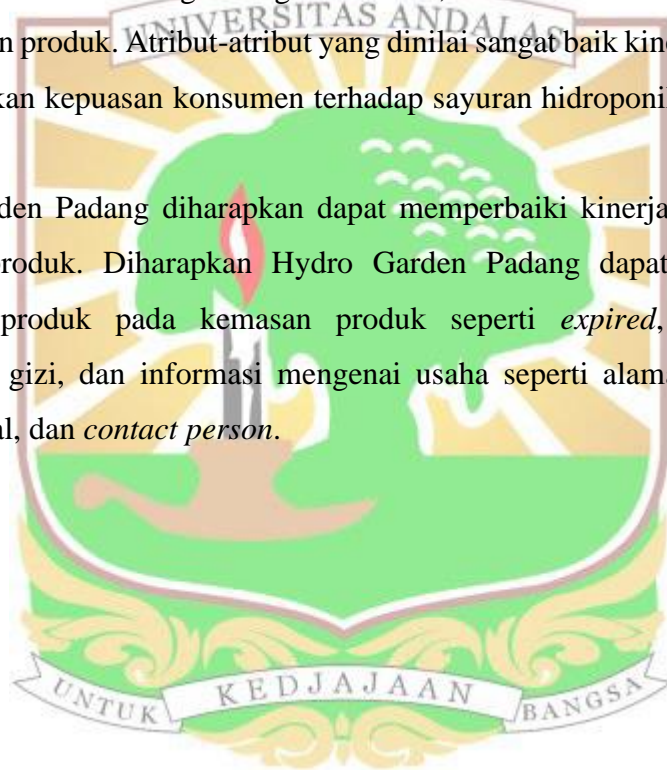 UNIVERSITAS ANDALAS
n produk. Atribut-atribut yang dinilai sangat baik kine
kan kepuasan konsumen terhadap sayuran hidroponi
den Padang diharapkan dapat memperbaiki kinerja
roduk. Diharapkan Hydro Garden Padang dapat
produk pada kemasan produk seperti expired,
gizi, dan informasi mengenai usaha seperti alama
al, dan contact person.
UNTUK KEDJAJAAN BANGSA